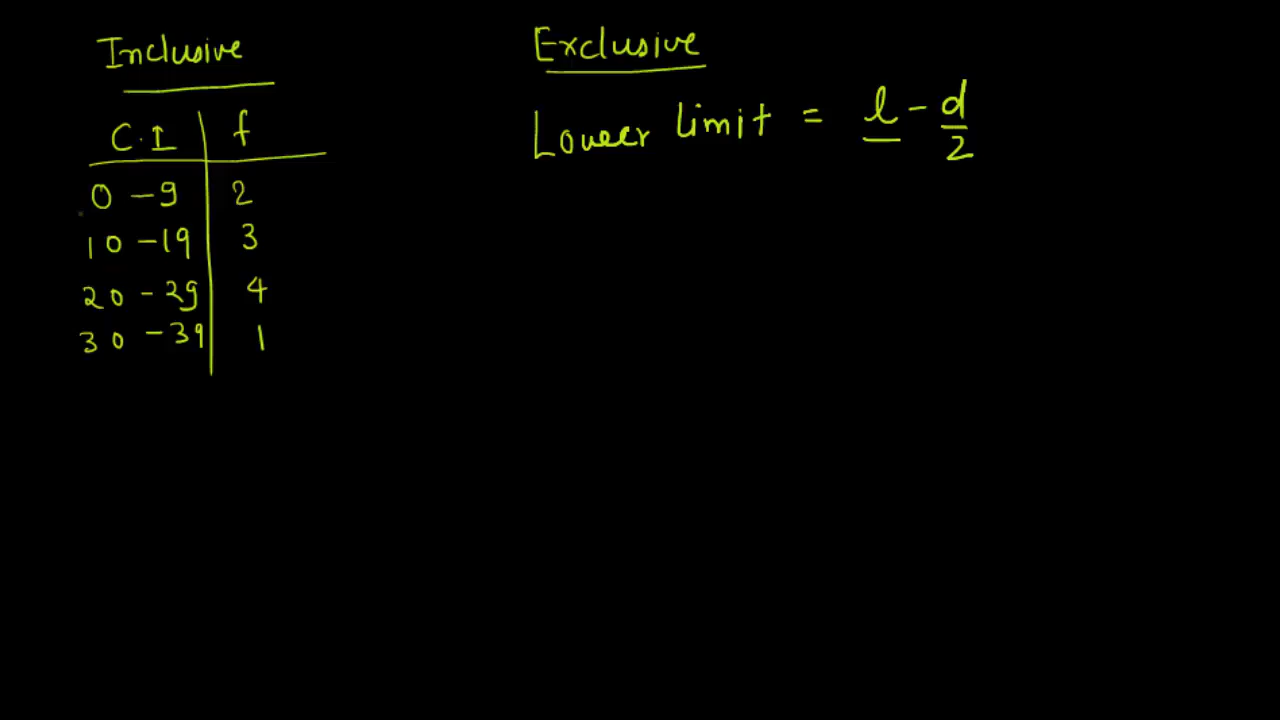 Inclusive
C.I f
0 - 9 2
10 - 19 3
20 - 29 4
30 - 39 1
Exclusive
Lower limit = l - d/2